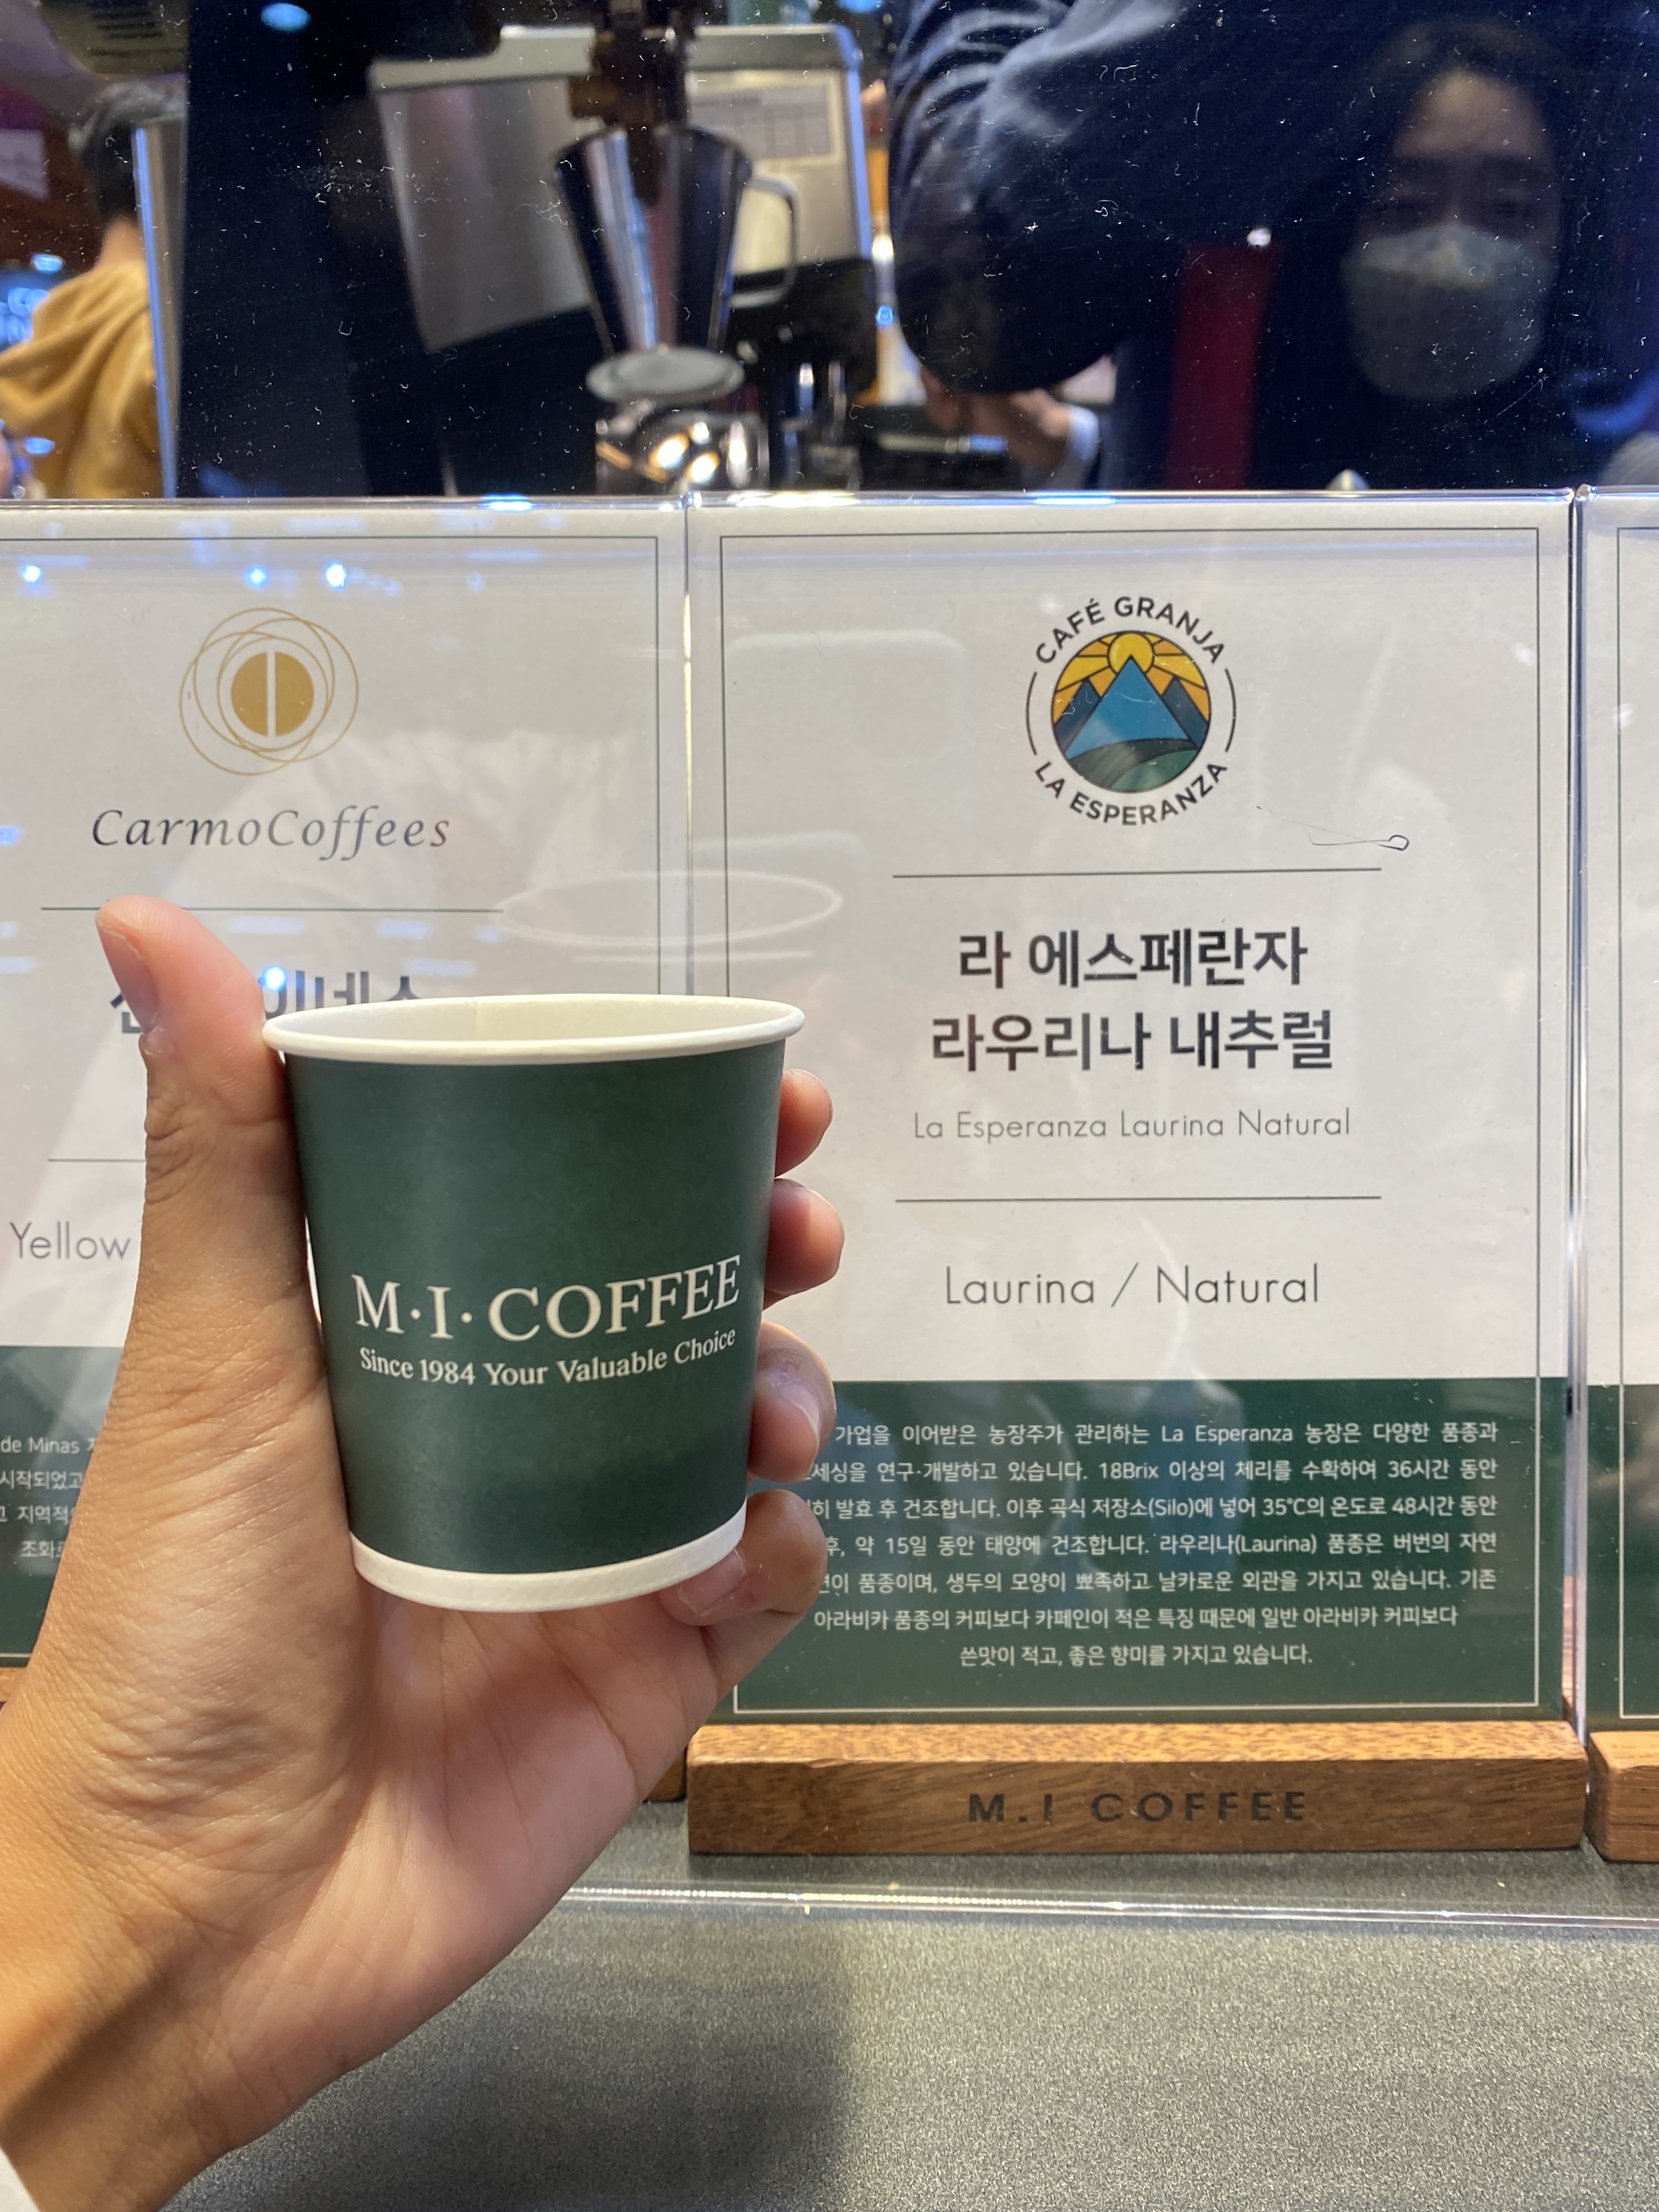 CarmoCoffees
Yellow
de Minas
시작되었고
지역적
CAFÉ GRANJA
LA ESPERANZA
라 에스페란자
라우리나 내추럴
La Esperanza Laurina Natural
Laurina / Natural
가업을 이어받은 농장주가 관리하는 La Esperanza 농장은 다양한 품종과
연구·개발하고 있습니다. 18Brix 이상의 체리를 수확하여 36시간 동안
발효 후 건조합니다. 이후 곡식 저장소(Silo)에 넣어 35°C의 온도로 48시간 동안
후, 약 15일 동안 태양에 건조합니다. 라우리나(Laurina) 품종은 버번의 자연
품종이며, 생두의 모양이 뾰족하고 날카로운 외관을 가지고 있습니다. 기존
아라비카 품종의 커피보다 카페인이 적은 특징 때문에 일반 아라비카 커피보다
쓴맛이 적고, 좋은 향미를 가지고 있습니다.
M.I COFFEE
M·I·COFFEE
Since 1984 Your Valuable Choice